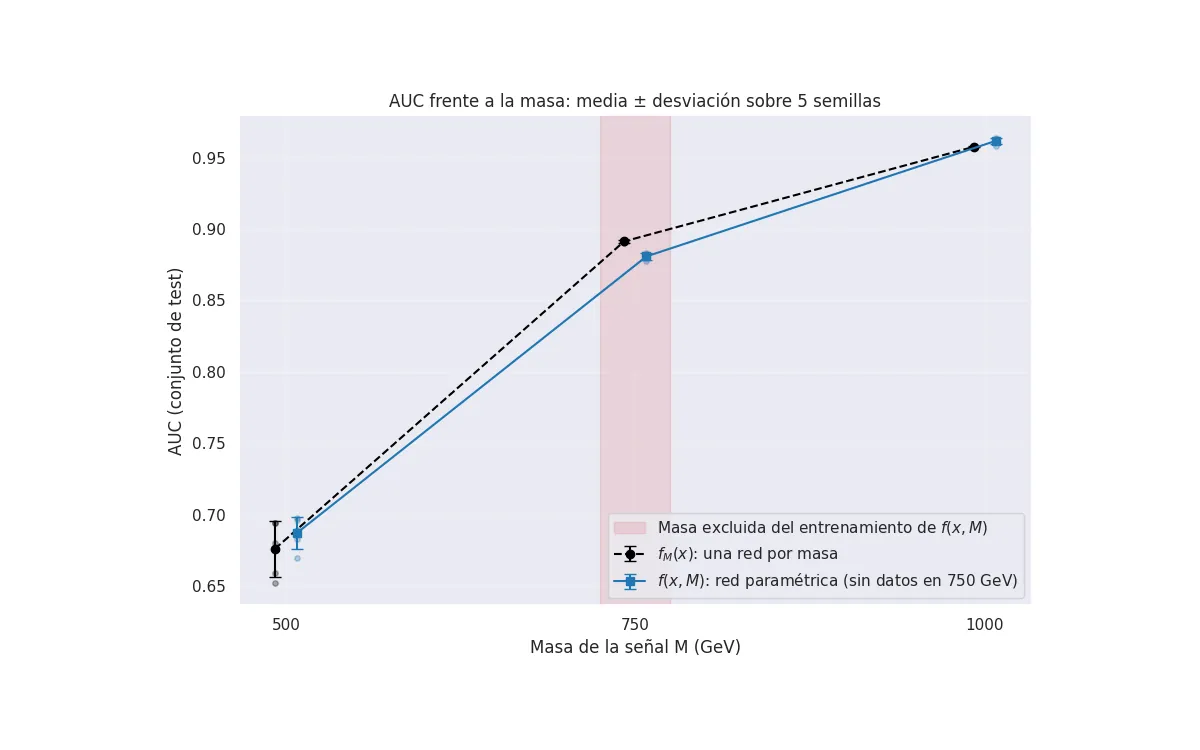 AUC frente a la masa: media ± desviación sobre 5 semillas
AUC (conjunto de test)
0.95
0.90
0.85
0.80
0.75
0.70
0.65
Masa excluida del entrenamiento de f(x, M)
f_M(x): una red por masa
f(x, M): red paramétrica (sin datos en 750 GeV)
500
750
1000
Masa de la señal M (GeV)